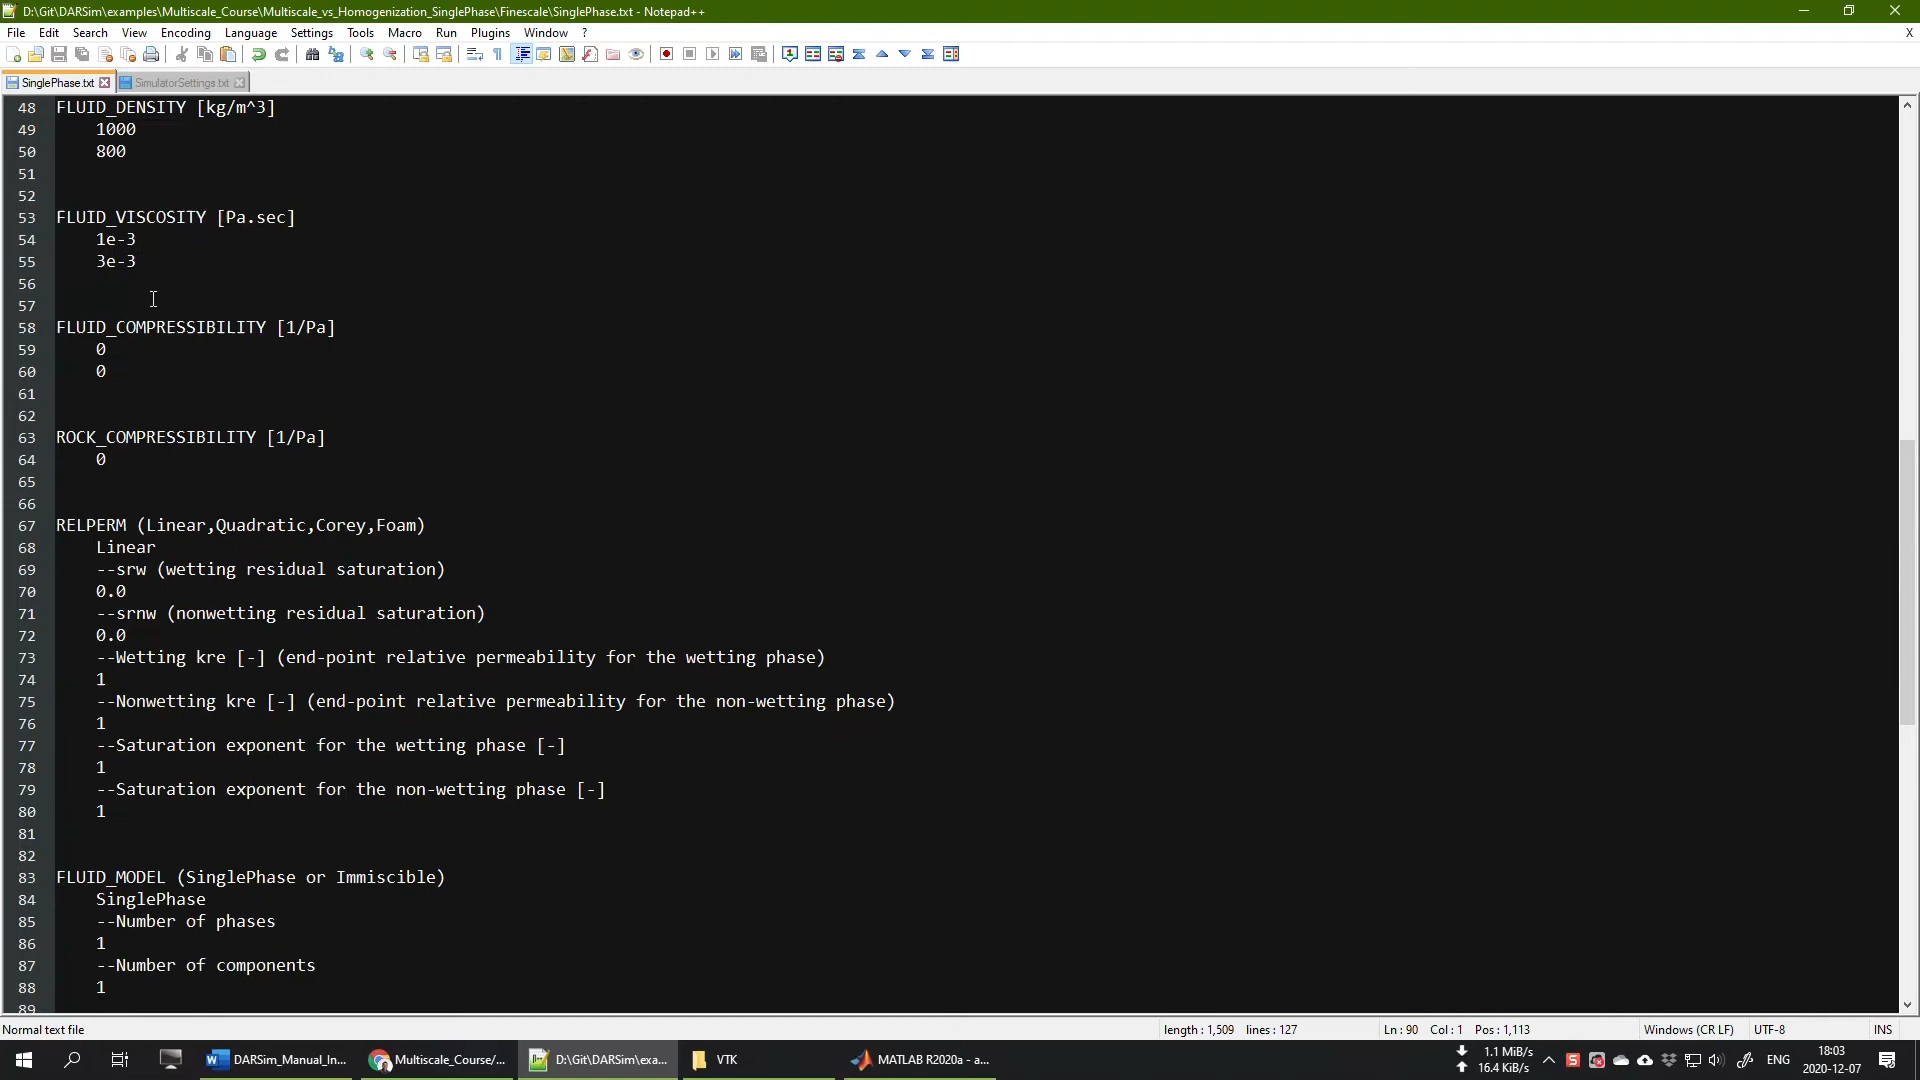 D:\Git\DARSim\examples\Multiscale_Course\Multiscale_vs_Homogenization_SinglePhase\Finescale\SinglePhase.txt - Notepad++
File Edit Search View Encoding Language Settings Tools Macro Run Plugins Window ? X
SinglePhase.txt SimulatorSettings.txt
48 FLUID_DENSITY [kg/m^3]
49 1000
50 800
51
52
53 FLUID_VISCOSITY [Pa.sec]
54 1e-3
55 3e-3
56
57
58 FLUID_COMPRESSIBILITY [1/Pa]
59 0
60 0
61
62
63 ROCK_COMPRESSIBILITY [1/Pa]
64 0
65
66
67 RELPERM (Linear,Quadratic,Corey,Foam)
68 Linear
69 --srw (wetting residual saturation)
70 0.0
71 --srnw (nonwetting residual saturation)
72 0.0
73 --Wetting kre [-] (end-point relative permeability for the wetting phase)
74 1
75 --Nonwetting kre [-] (end-point relative permeability for the non-wetting phase)
76 1
77 --Saturation exponent for the wetting phase [-]
78 1
79 --Saturation exponent for the non-wetting phase [-]
80 1
81
82
83 FLUID_MODEL (SinglePhase or Immiscible)
84 SinglePhase
85 --Number of phases
86 1
87 --Number of components
88 1
89
Normal text file length : 1,509 lines : 127 Ln : 90 Col : 1 Pos : 1,113 Windows (CR LF) UTF-8 INS
DARSim_Manual_In... Multiscale_Course/... D:\Git\DARSim\exa... VTK MATLAB R2020a - a... 1.1 MiB/s ENG 18:03
16.4 KiB/s 2020-12-07